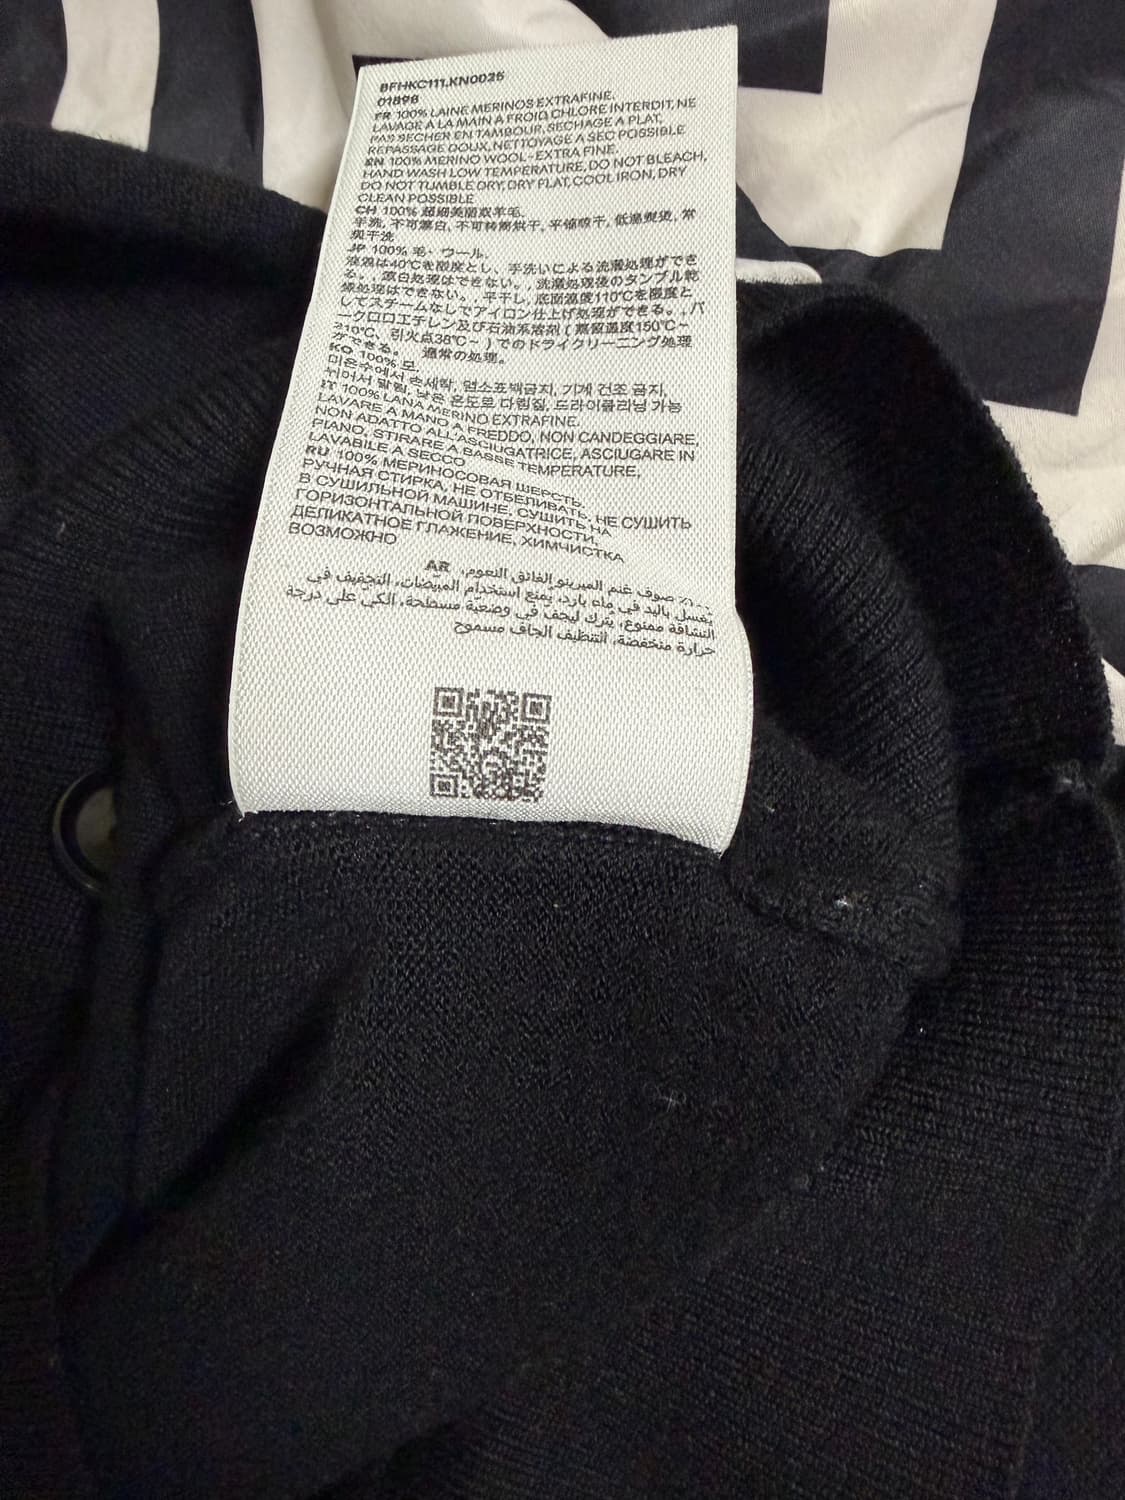 BFHKC111.KN0025
01898
FR 100% LAINE MERINOS EXTRAFINE.
LAVAGE A LA MAIN A FROID, CHLORE INTERDIT, NE
PAS SECHER EN TAMBOUR, SECHAGE A PLAT,
REPASSAGE DOUX, NETTOYAGE A SEC POSSIBLE
EN 100% MERINO WOOL - EXTRA FINE.
HAND WASH LOW TEMPERATURE, DO NOT BLEACH,
DO NOT TUMBLE DRY, DRY FLAT, COOL IRON, DRY
CLEAN POSSIBLE
CH 100% 超细美丽奴羊毛.
手洗, 不可漂白, 不可转筒烘干, 平铺晾干, 低温熨烫, 常
规干洗
JP 100% 毛・ウール.
液温は40℃を限度とし、手洗いによる洗濯処理ができ
る。 漂白処理はできない。 洗濯処理後のタンブル乾
燥処理はできない。 平干し, 底面温度110℃を限度と
してスチームなしでアイロン仕上げ処理ができる。, パ
ークロロエチレン及び石油系溶剤 ( 蒸留温度150℃~
210℃、引火点38℃~ ) でのドライクリーニング処理
ができる。 通常の処理。
KO 100% 모.
미온수에서 손세탁, 염소표백금지, 기계 건조 금지,
뉘어서 말림, 낮은 온도로 다림질, 드라이클리닝 가능
IT 100% LANA MERINO EXTRAFINE.
LAVARE A MANO A FREDDO, NON CANDEGGIARE,
NON ADATTO ALL'ASCIUGATRICE, ASCIUGARE IN
PIANO, STIRARE A BASSE TEMPERATURE,
LAVABILE A SECCO
RU 100% МЕРИНОСОВАЯ ШЕРСТЬ.
РУЧНАЯ СТИРКА, НЕ ОТБЕЛИВАТЬ, НЕ СУШИТЬ
В СУШИЛЬНОЙ МАШИНЕ, СУШИТЬ НА
ГОРИЗОНТАЛЬНОЙ ПОВЕРХНОСТИ,
ДЕЛИКАТНОЕ ГЛАЖЕНИЕ, ХИМЧИСТКА
ВОЗМОЖНО
AR صوف غنم الميرينو الفائق النعومة.
يُغسل باليد في ماء بارد، يُمنع استخدام المبيضات، التجفيف في
النشافة ممنوع، يُترك ليجف في وضعية مسطحة، الكي على درجة
حرارة منخفضة، التنظيف الجاف مسموح